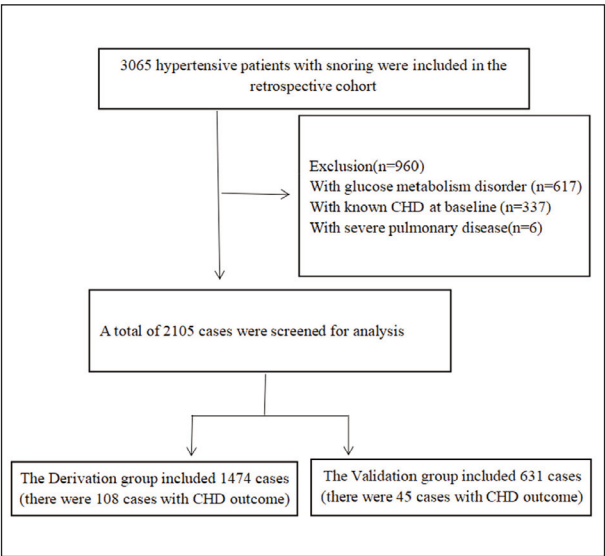 3065 hypertensive patients with snoring were included in the
retrospective cohort
Exclusion(n=960)
With glucose metabolism disorder (n=617)
With known CHD at baseline (n=337)
With severe pulmonary disease(n=6)
A total of 2105 cases were screened for analysis
The Derivation group included 1474 cases
(there were 108 cases with CHD outcome)
The Validation group included 631 cases
(there were 45 cases with CHD outcome)